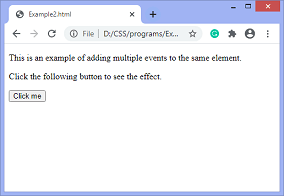 Example2.html
File D:/CSS/programs/Ex...
This is an example of adding multiple events to the same element.
Click the following button to see the effect.
Click me